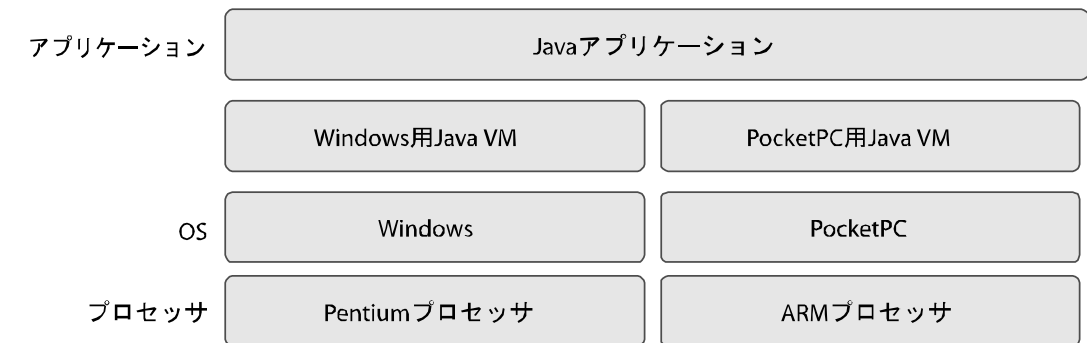 アプリケーション
Javaアプリケーション
Windows用Java VM
PocketPC用Java VM
OS
Windows
PocketPC
プロセッサ
Pentiumプロセッサ
ARMプロセッサ